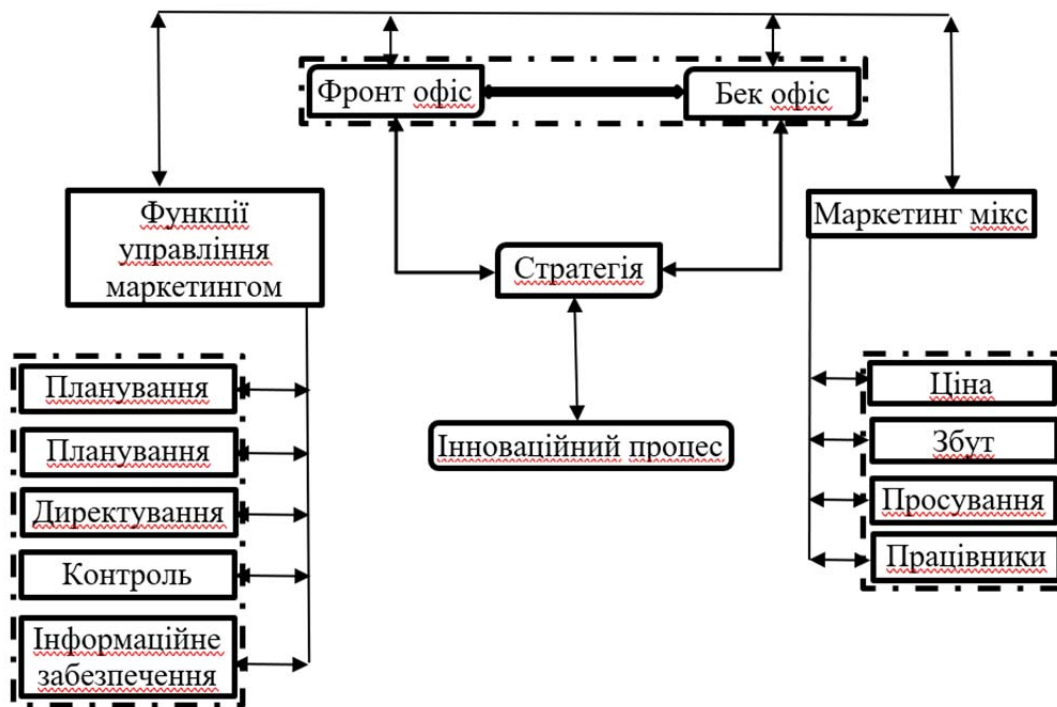 Фронт офіс
Бек офіс
Функції
управління
маркетингом
Маркетинг мікс
Стратегія
Планування
Планування
Директування
Контроль
Інформаційне
забезпечення
Інноваційний процес
Ціна
Збут
Просування
Працівники